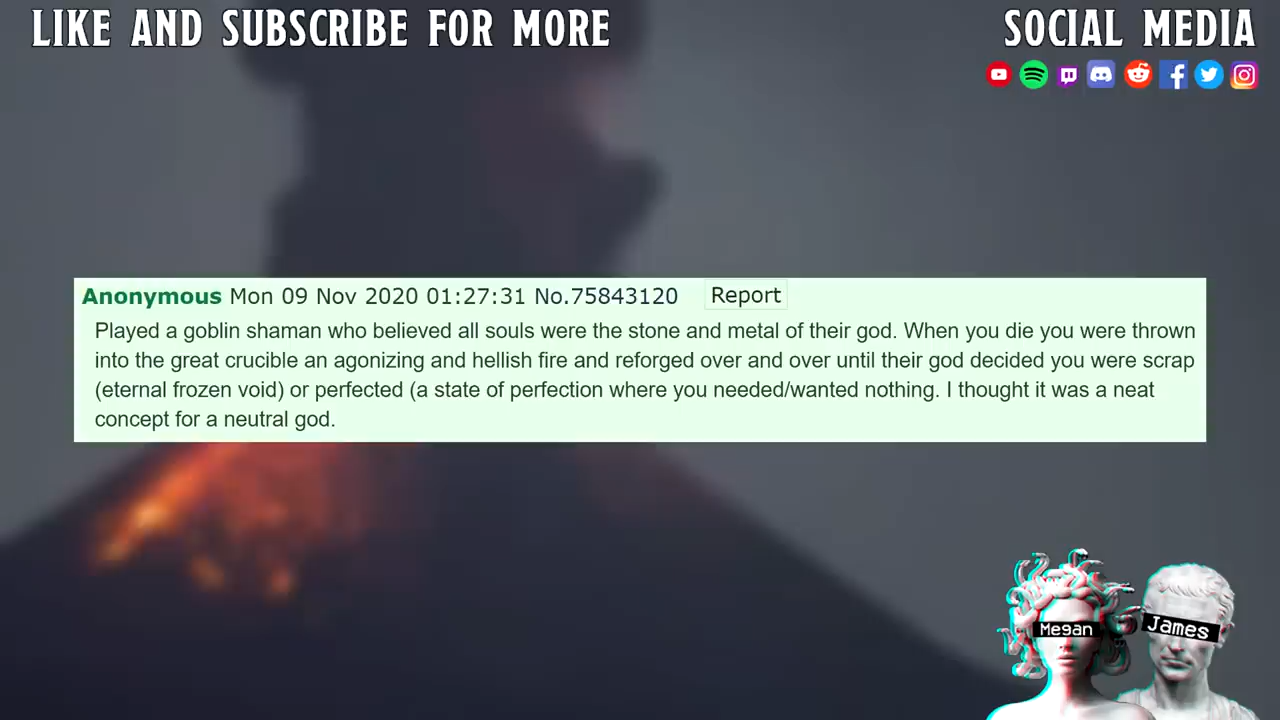 LIKE AND SUBSCRIBE FOR MORE
SOCIAL MEDIA
Anonymous Mon 09 Nov 2020 01:27:31 No.75843120 Report
Played a goblin shaman who believed all souls were the stone and metal of their god. When you die you were thrown
into the great crucible an agonizing and hellish fire and reforged over and over until their god decided you were scrap
(eternal frozen void) or perfected (a state of perfection where you needed/wanted nothing. I thought it was a neat
concept for a neutral god.
Megan
James